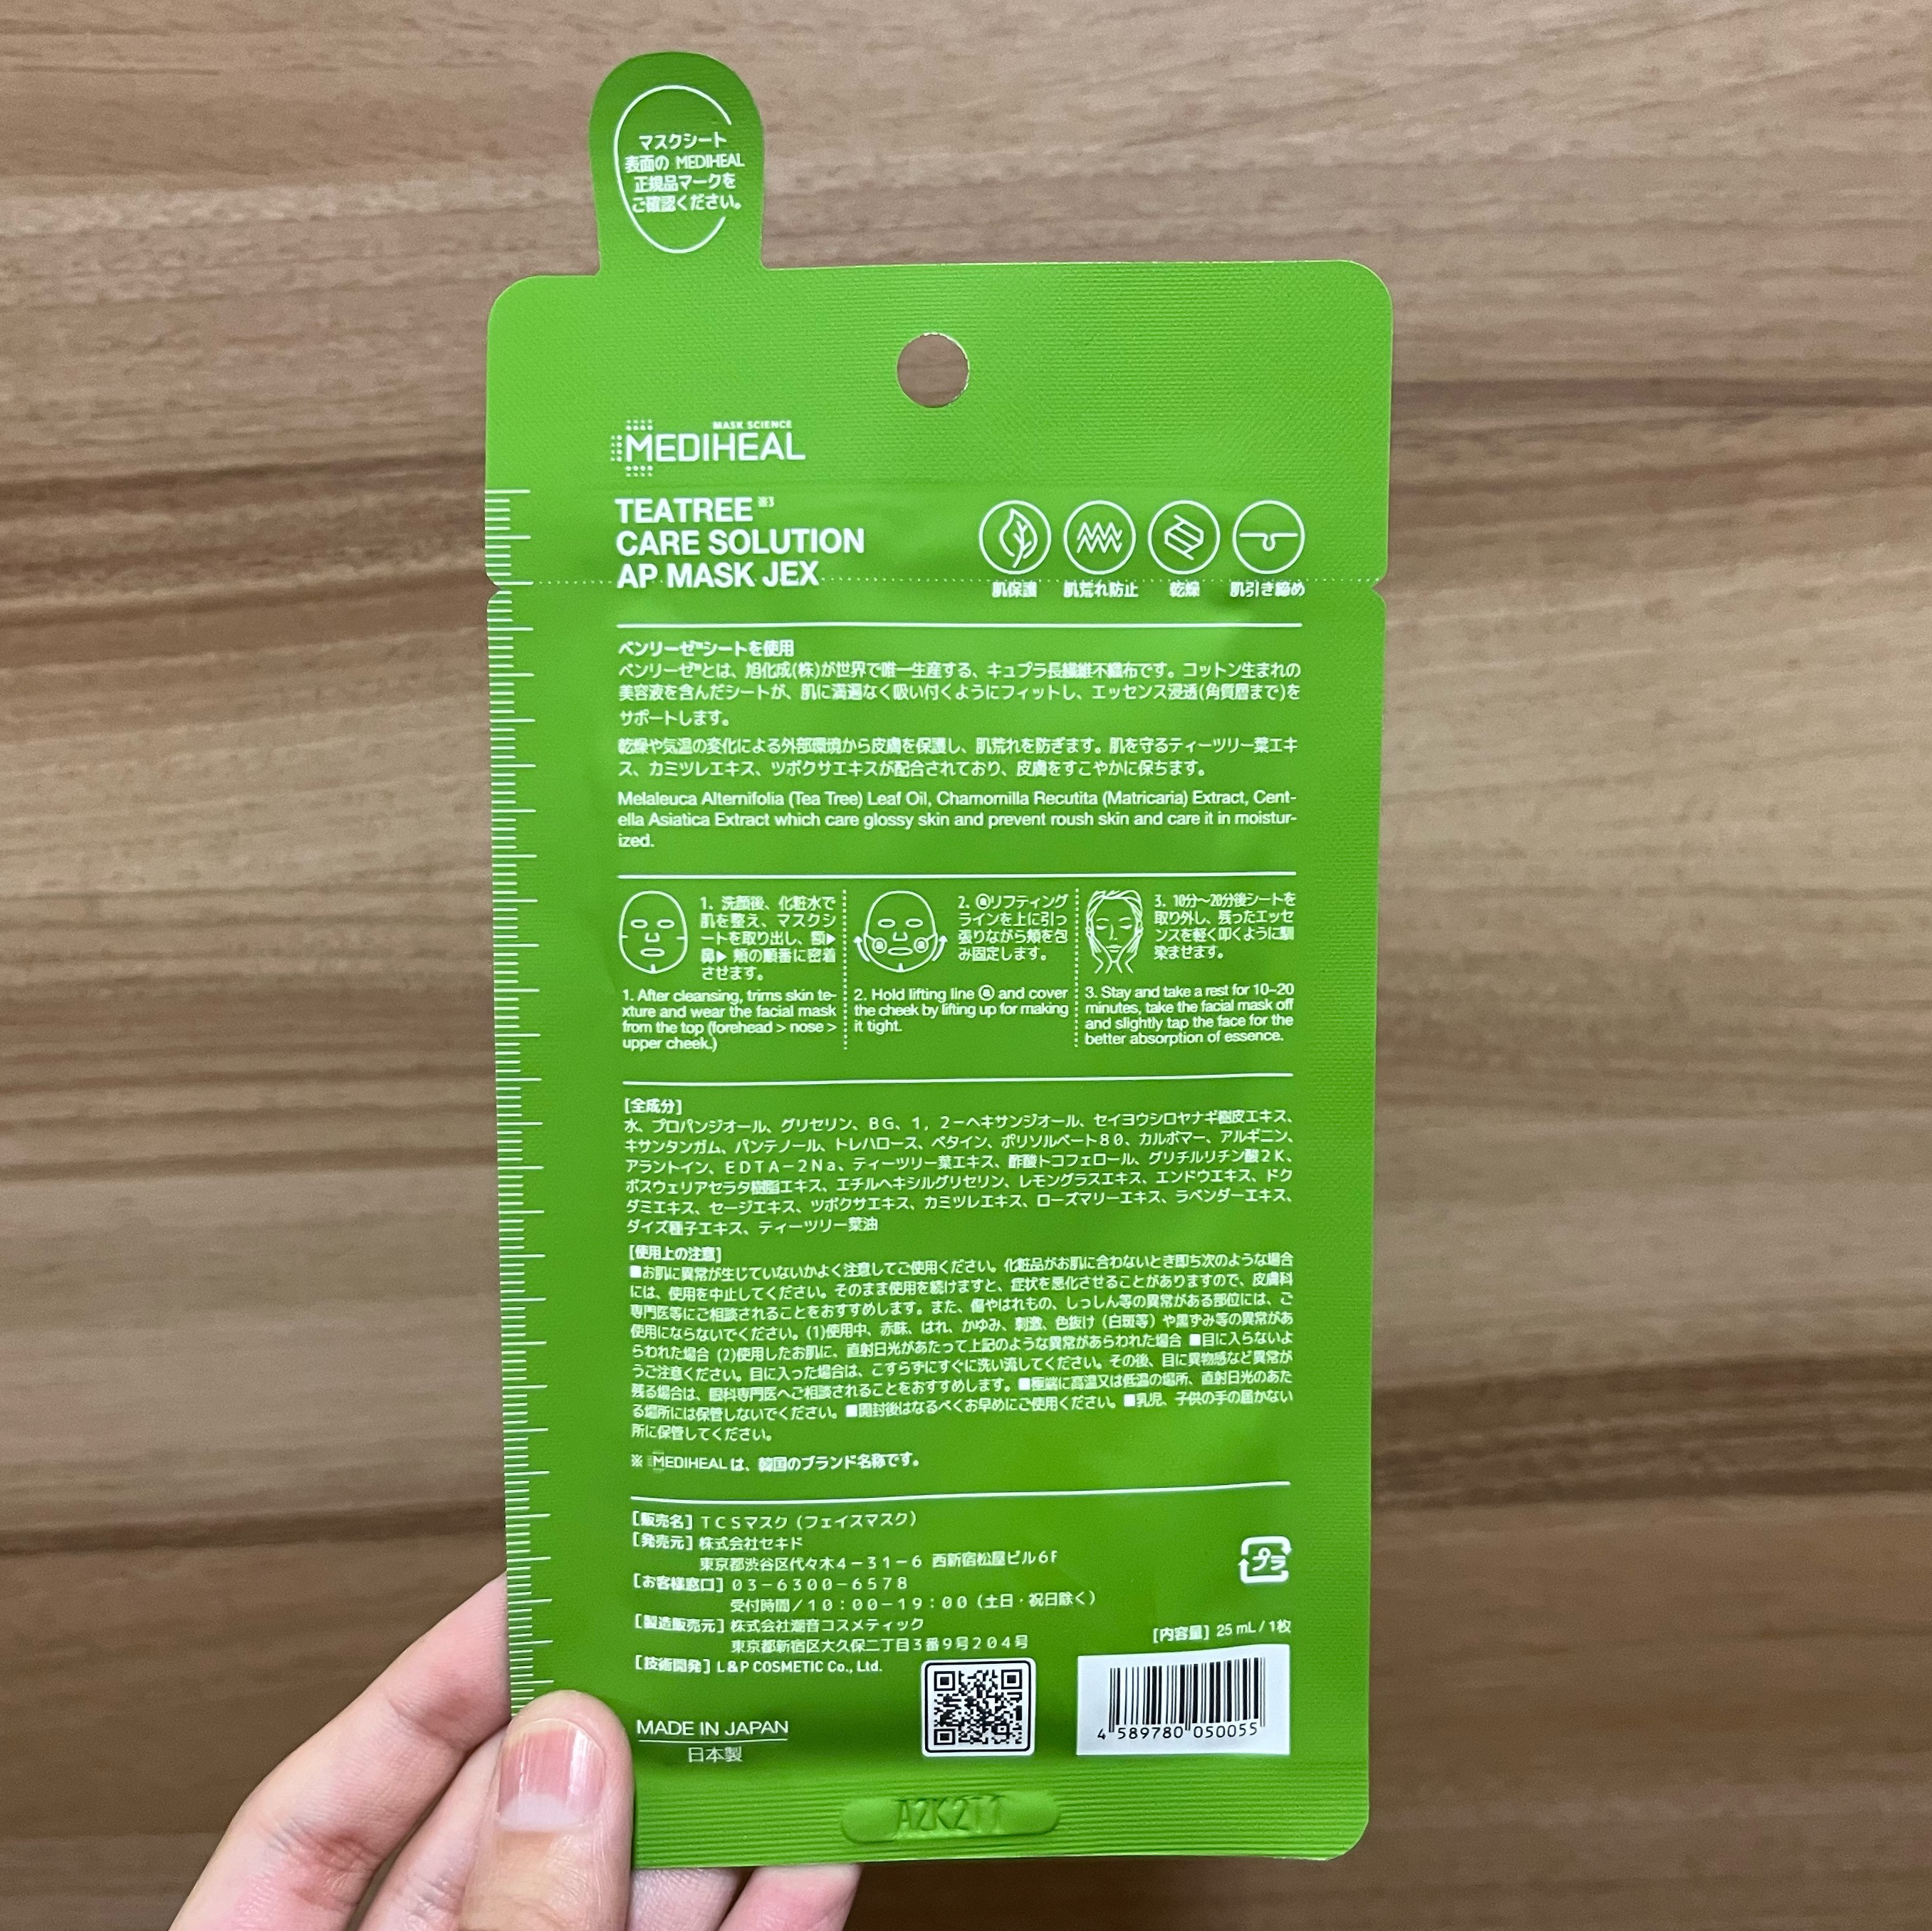 マスクシート
表面の MEDIHEAL
正規品マークを
ご確認ください。
MASK SCIENCE
MEDIHEAL
TEATREE ※3
CARE SOLUTION
AP MASK JEX
肌保護 肌荒れ防止 乾燥 肌引き締め
ベンリーゼ™シートを使用
ベンリーゼ™とは、旭化成(株)が世界で唯一生産する、キュプラ長繊維不織布です。コットン生まれの
美容液を含んだシートが、肌に満遍なく吸い付くようにフィットし、エッセンス浸透(角質層まで)を
サポートします。
乾燥や気温の変化による外部環境から皮膚を保護し、肌荒れを防ぎます。肌を守るティーツリー葉エキ
ス、カミツレエキス、ツボクサエキスが配合されており、皮膚をすこやかに保ちます。
Melaleuca Alternifolia (Tea Tree) Leaf Oil, Chamomilla Recutita (Matricaria) Extract, Cent-
ella Asiatica Extract which care glossy skin and prevent roush skin and care it in moistur-
ized.
1. 洗顔後、化粧水で
肌を整え、マスクシ
ートを取り出し、額▶
鼻▶ 頬の順番に密着
させます。
1. After cleansing, trims skin te-
xture and wear the facial mask
from the top (forehead > nose >
upper cheek.)
2. ⓐリフティング
ラインを上に引っ
張りながら頬を包
み固定します。
2. Hold lifting line ⓐ and cover
the cheek by lifting up for making
it tight.
3. 10分〜20分後シートを
取り外し、残ったエッセ
ンスを軽く叩くように馴
染ませます。
3. Stay and take a rest for 10–20
minutes, take the facial mask off
and slightly tap the face for the
better absorption of essence.
[全成分]
水、プロパンジオール、グリセリン、BG、1,2-ヘキサンジオール、セイヨウシロヤナギ樹皮エキス、
キサンタンガム、パンテノール、トレハロース、ベタイン、ポリソルベート80、カルボマー、アルギニン、
アラントイン、EDTA-2Na、ティーツリー葉エキス、酢酸トコフェロール、グリチルリチン酸2K、
ボスウェリアセラタ樹脂エキス、エチルヘキシルグリセリン、レモングラスエキス、エンドウエキス、ドク
ダミエキス、セージエキス、ツボクサエキス、カミツレエキス、ローズマリーエキス、ラベンダーエキス、
ダイズ種子エキス、ティーツリー葉油
[使用上の注意]
■お肌に異常が生じていないかよく注意してご使用ください。化粧品がお肌に合わないとき即ち次のような場合
には、使用を中止してください。そのまま使用を続けますと、症状を悪化させることがありますので、皮膚科
専門医等にご相談されることをおすすめします。また、傷やはれもの、しっしん等の異常がある部位には、ご
使用にならないでください。(1)使用中、赤味、はれ、かゆみ、刺激、色抜け（白斑等）や黒ずみ等の異常があ
らわれた場合 (2)使用したお肌に、直射日光があたって上記のような異常があらわれた場合 ■目に入らないよ
うご注意ください。目に入った場合は、こすらずにすぐに洗い流してください。その後、目に異物感など異常が
残る場合は、眼科専門医へご相談されることをおすすめします。■極端に高温又は低温の場所、直射日光のあた
る場所には保管しないでください。■開封後はなるべくお早めにご使用ください。■乳児、子供の手の届かない
所に保管してください。
※ MEDIHEAL は、韓国のブランド名称です。
[販売名] TCSマスク（フェイスマスク）
[発売元] 株式会社セキド
東京都渋谷区代々木4-31-6 西新宿松屋ビル6F
[お客様窓口] 03-6300-6578
受付時間/10:00-19:00（土日・祝日除く）
[製造販売元] 株式会社潮音コスメティック
東京都新宿区大久保二丁目3番9号204号
[技術開発] L&P COSMETIC Co., Ltd.
プラ
[内容量] 25 mL / 1枚
4 589780 050055
MADE IN JAPAN
日本製
A2K2T1